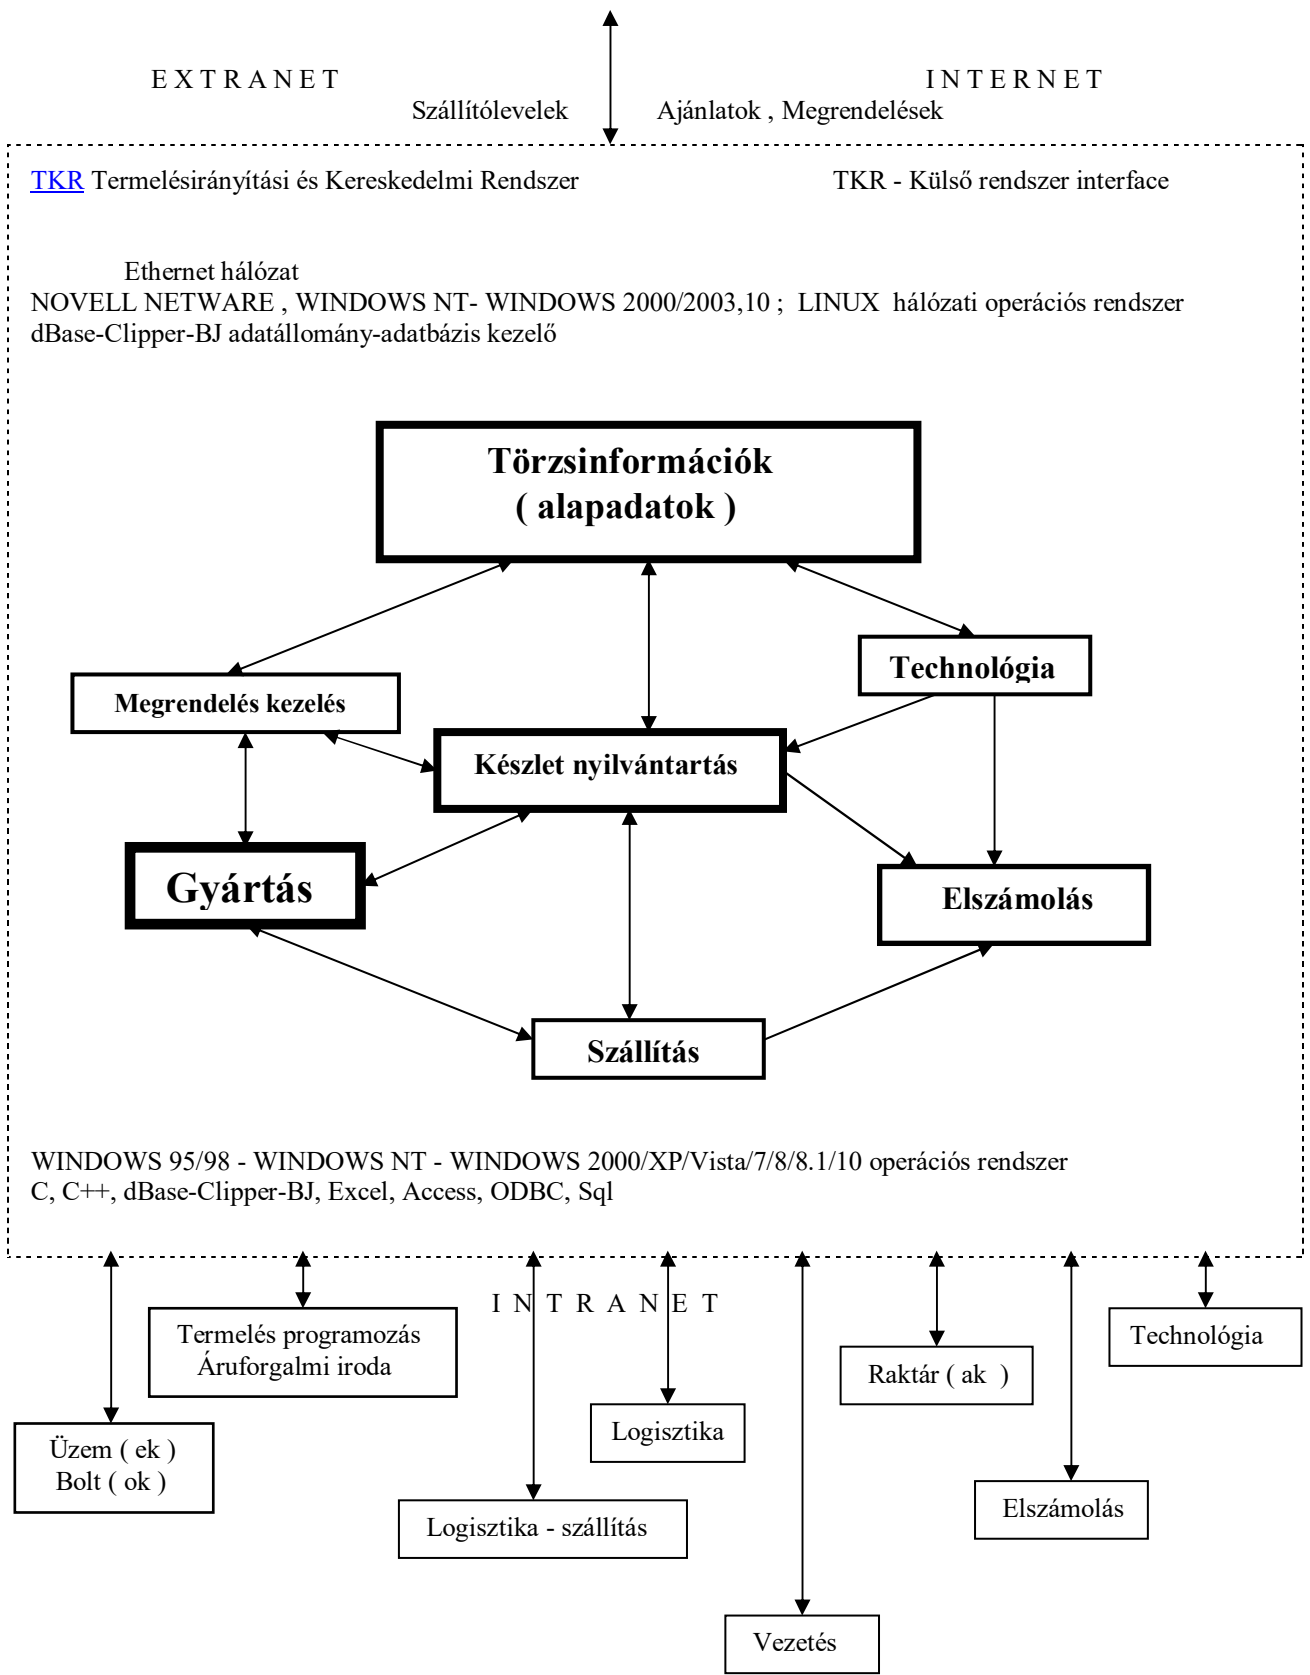 E X T R A N E T
I N T E R N E T
Szállítólevelek
Ajánlatok , Megrendelések
TKR Termelésirányítási és Kereskedelmi Rendszer
TKR - Külső rendszer interface
Ethernet hálózat
NOVELL NETWARE , WINDOWS NT- WINDOWS 2000/2003,10 ; LINUX hálózati operációs rendszer
dBase-Clipper-BJ adatállomány-adatbázis kezelő
Törzsinformációk
( alapadatok )
Technológia
Megrendelés kezelés
Készlet nyilvántartás
Gyártás
Elszámolás
Szállítás
WINDOWS 95/98 - WINDOWS NT - WINDOWS 2000/XP/Vista/7/8/8.1/10 operációs rendszer
C, C++, dBase-Clipper-BJ, Excel, Access, ODBC, Sql
I N T R A N E T
Termelés programozás
Áruforgalmi iroda
Technológia
Raktár ( ak )
Logisztika
Üzem ( ek )
Bolt ( ok )
Elszámolás
Logisztika - szállítás
Vezetés